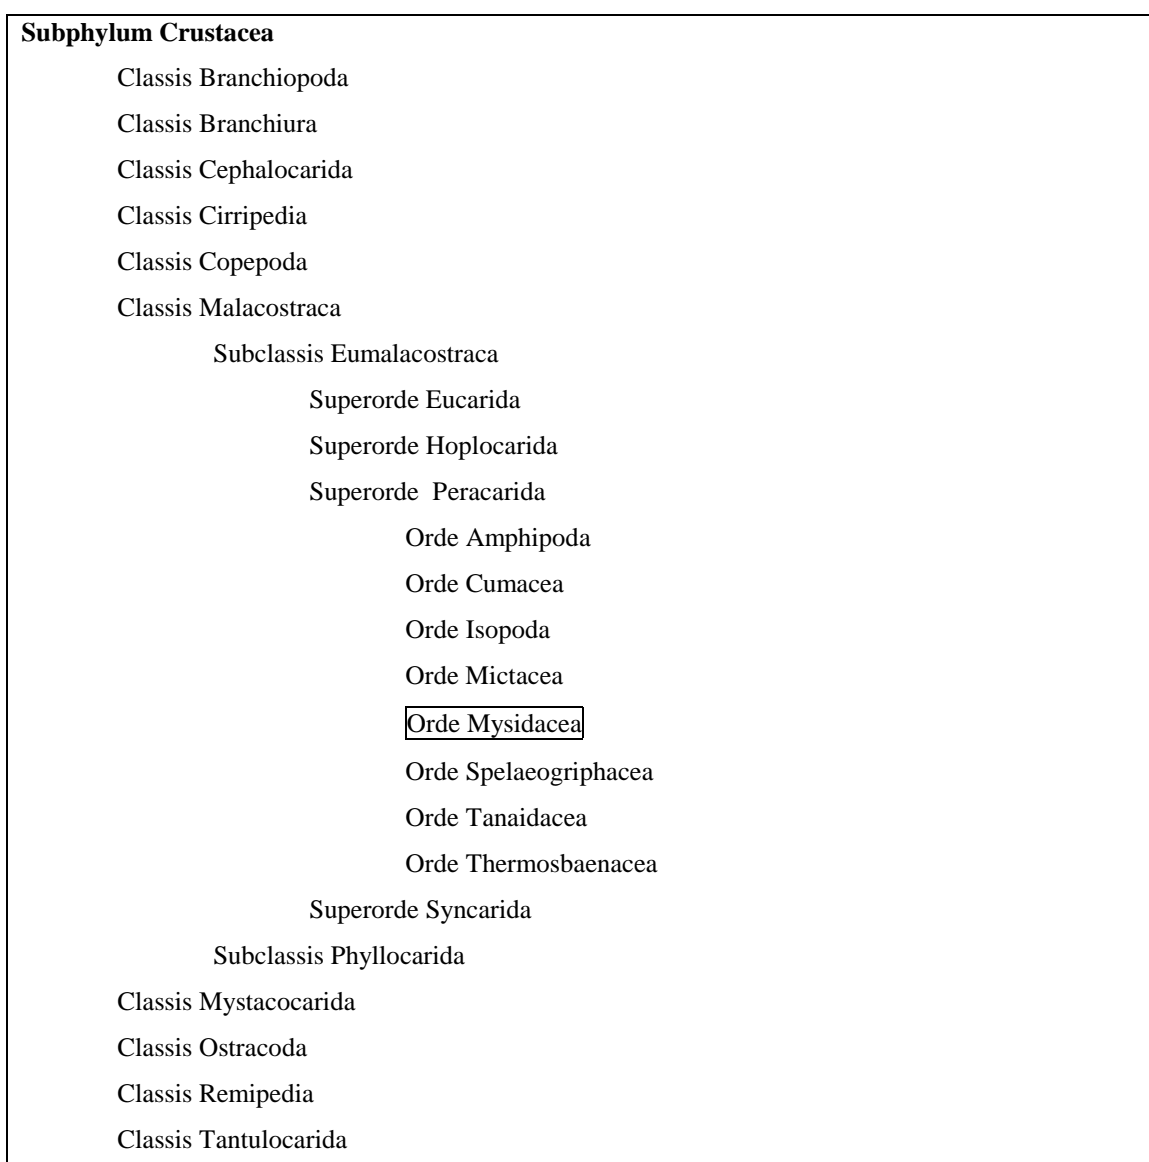 Subphylum Crustacea
Classis Branchiopoda
Classis Branchiura
Classis Cephalocarida
Classis Cirripedia
Classis Copepoda
Classis Malacostraca
Subclassis Eumalacostraca
Superorde Eucarida
Superorde Hoplocarida
Superorde Peracarida
Orde Amphipoda
Orde Cumacea
Orde Isopoda
Orde Mictacea
Orde Mysidacea
Orde Spelaeogriphacea
Orde Tanaidacea
Orde Thermosbaenacea
Superorde Syncarida
Subclassis Phyllocarida
Classis Mystacocarida
Classis Ostracoda
Classis Remipedia
Classis Tantulocarida